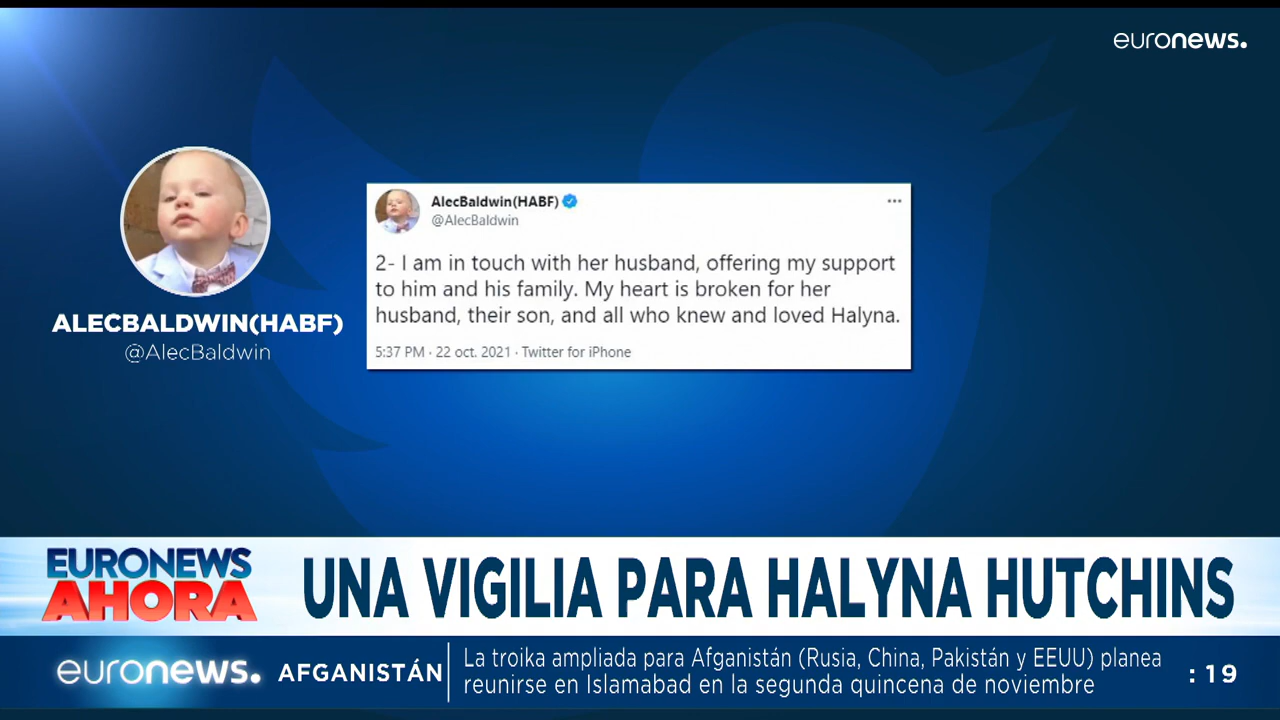 euronews.
AlecBaldwin(HABF)
@AlecBaldwin
2- I am in touch with her husband, offering my support
to him and his family. My heart is broken for her
husband, their son, and all who knew and loved Halyna.
5:37 PM · 22 oct. 2021 · Twitter for iPhone
ALECBALDWIN(HABF)
@AlecBaldwin
EURONEWS
AHORA
UNA VIGILIA PARA HALYNA HUTCHINS
euronews.
AFGANISTÁN
La troika ampliada para Afganistán (Rusia, China, Pakistán y EEUU) planea
reunirse en Islamabad en la segunda quincena de noviembre
:19